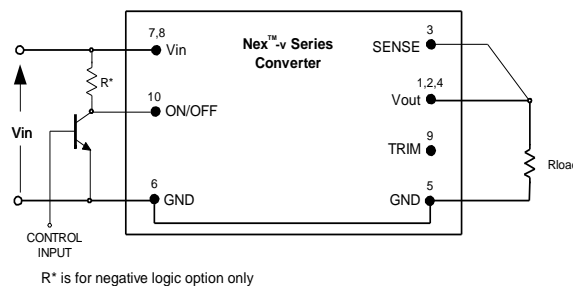 7,8
Vin
Nex™-v Series
Converter
3
SENSE
R*
10
ON/OFF
1,2,4
Vout
Vin
9
TRIM
Rloa
6
GND
5
GND
CONTROL
INPUT
R* is for negative logic option only